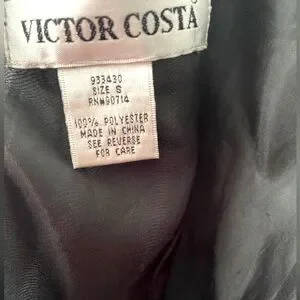 VICTOR COSTA
933430
SIZE S
RN#90714
100% POLYESTER
MADE IN CHINA
SEE REVERSE
FOR CARE